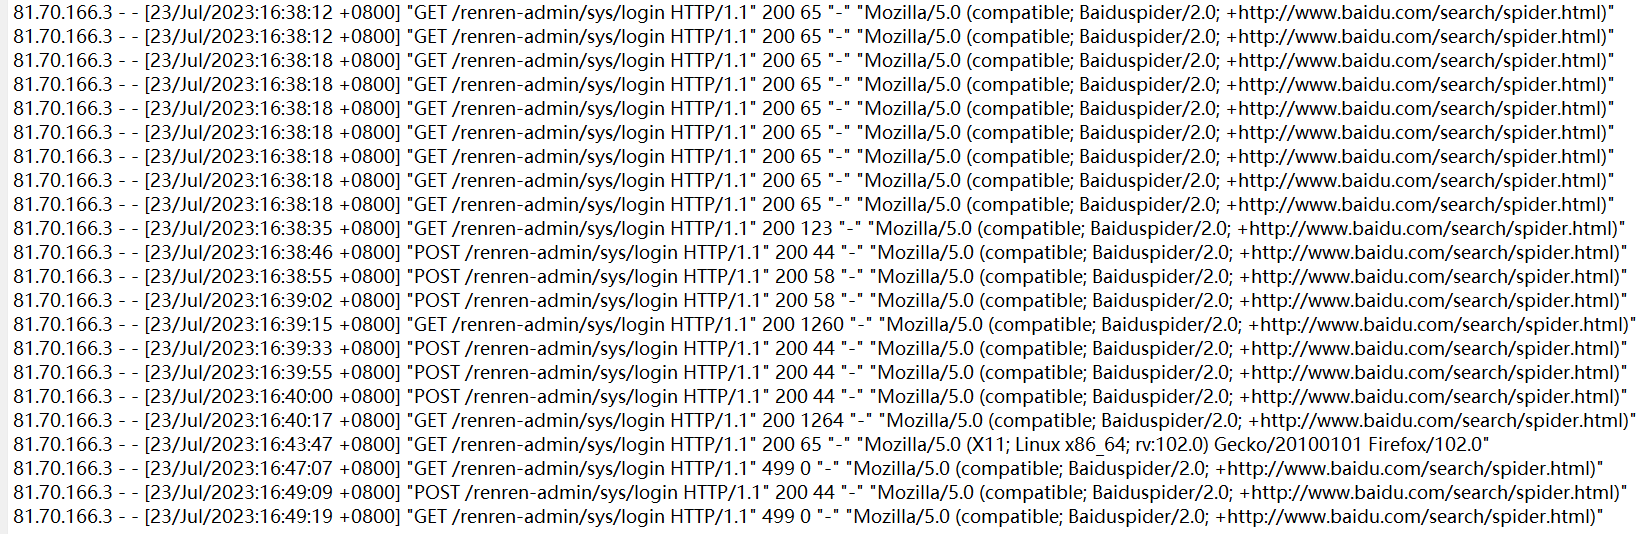 81.70.166.3 - - [23/Jul/2023:16:38:12 +0800] "GET /renren-admin/sys/login HTTP/1.1" 200 65 "-" "Mozilla/5.0 (compatible; Baiduspider/2.0; +http://www.baidu.com/search/spider.html)"
81.70.166.3 - - [23/Jul/2023:16:38:12 +0800] "GET /renren-admin/sys/login HTTP/1.1" 200 65 "-" "Mozilla/5.0 (compatible; Baiduspider/2.0; +http://www.baidu.com/search/spider.html)"
81.70.166.3 - - [23/Jul/2023:16:38:18 +0800] "GET /renren-admin/sys/login HTTP/1.1" 200 65 "-" "Mozilla/5.0 (compatible; Baiduspider/2.0; +http://www.baidu.com/search/spider.html)"
81.70.166.3 - - [23/Jul/2023:16:38:18 +0800] "GET /renren-admin/sys/login HTTP/1.1" 200 65 "-" "Mozilla/5.0 (compatible; Baiduspider/2.0; +http://www.baidu.com/search/spider.html)"
81.70.166.3 - - [23/Jul/2023:16:38:18 +0800] "GET /renren-admin/sys/login HTTP/1.1" 200 65 "-" "Mozilla/5.0 (compatible; Baiduspider/2.0; +http://www.baidu.com/search/spider.html)"
81.70.166.3 - - [23/Jul/2023:16:38:18 +0800] "GET /renren-admin/sys/login HTTP/1.1" 200 65 "-" "Mozilla/5.0 (compatible; Baiduspider/2.0; +http://www.baidu.com/search/spider.html)"
81.70.166.3 - - [23/Jul/2023:16:38:18 +0800] "GET /renren-admin/sys/login HTTP/1.1" 200 65 "-" "Mozilla/5.0 (compatible; Baiduspider/2.0; +http://www.baidu.com/search/spider.html)"
81.70.166.3 - - [23/Jul/2023:16:38:18 +0800] "GET /renren-admin/sys/login HTTP/1.1" 200 65 "-" "Mozilla/5.0 (compatible; Baiduspider/2.0; +http://www.baidu.com/search/spider.html)"
81.70.166.3 - - [23/Jul/2023:16:38:18 +0800] "GET /renren-admin/sys/login HTTP/1.1" 200 65 "-" "Mozilla/5.0 (compatible; Baiduspider/2.0; +http://www.baidu.com/search/spider.html)"
81.70.166.3 - - [23/Jul/2023:16:38:35 +0800] "GET /renren-admin/sys/login HTTP/1.1" 200 123 "-" "Mozilla/5.0 (compatible; Baiduspider/2.0; +http://www.baidu.com/search/spider.html)"
81.70.166.3 - - [23/Jul/2023:16:38:46 +0800] "POST /renren-admin/sys/login HTTP/1.1" 200 44 "-" "Mozilla/5.0 (compatible; Baiduspider/2.0; +http://www.baidu.com/search/spider.html)"
81.70.166.3 - - [23/Jul/2023:16:38:55 +0800] "POST /renren-admin/sys/login HTTP/1.1" 200 58 "-" "Mozilla/5.0 (compatible; Baiduspider/2.0; +http://www.baidu.com/search/spider.html)"
81.70.166.3 - - [23/Jul/2023:16:39:02 +0800] "POST /renren-admin/sys/login HTTP/1.1" 200 58 "-" "Mozilla/5.0 (compatible; Baiduspider/2.0; +http://www.baidu.com/search/spider.html)"
81.70.166.3 - - [23/Jul/2023:16:39:15 +0800] "GET /renren-admin/sys/login HTTP/1.1" 200 1260 "-" "Mozilla/5.0 (compatible; Baiduspider/2.0; +http://www.baidu.com/search/spider.html)"
81.70.166.3 - - [23/Jul/2023:16:39:33 +0800] "POST /renren-admin/sys/login HTTP/1.1" 200 44 "-" "Mozilla/5.0 (compatible; Baiduspider/2.0; +http://www.baidu.com/search/spider.html)"
81.70.166.3 - - [23/Jul/2023:16:39:55 +0800] "POST /renren-admin/sys/login HTTP/1.1" 200 44 "-" "Mozilla/5.0 (compatible; Baiduspider/2.0; +http://www.baidu.com/search/spider.html)"
81.70.166.3 - - [23/Jul/2023:16:40:00 +0800] "POST /renren-admin/sys/login HTTP/1.1" 200 44 "-" "Mozilla/5.0 (compatible; Baiduspider/2.0; +http://www.baidu.com/search/spider.html)"
81.70.166.3 - - [23/Jul/2023:16:40:17 +0800] "GET /renren-admin/sys/login HTTP/1.1" 200 1264 "-" "Mozilla/5.0 (compatible; Baiduspider/2.0; +http://www.baidu.com/search/spider.html)"
81.70.166.3 - - [23/Jul/2023:16:43:47 +0800] "GET /renren-admin/sys/login HTTP/1.1" 200 65 "-" "Mozilla/5.0 (X11; Linux x86_64; rv:102.0) Gecko/20100101 Firefox/102.0"
81.70.166.3 - - [23/Jul/2023:16:47:07 +0800] "GET /renren-admin/sys/login HTTP/1.1" 499 0 "-" "Mozilla/5.0 (compatible; Baiduspider/2.0; +http://www.baidu.com/search/spider.html)"
81.70.166.3 - - [23/Jul/2023:16:49:09 +0800] "POST /renren-admin/sys/login HTTP/1.1" 200 44 "-" "Mozilla/5.0 (compatible; Baiduspider/2.0; +http://www.baidu.com/search/spider.html)"
81.70.166.3 - - [23/Jul/2023:16:49:19 +0800] "GET /renren-admin/sys/login HTTP/1.1" 499 0 "-" "Mozilla/5.0 (compatible; Baiduspider/2.0; +http://www.baidu.com/search/spider.html)"